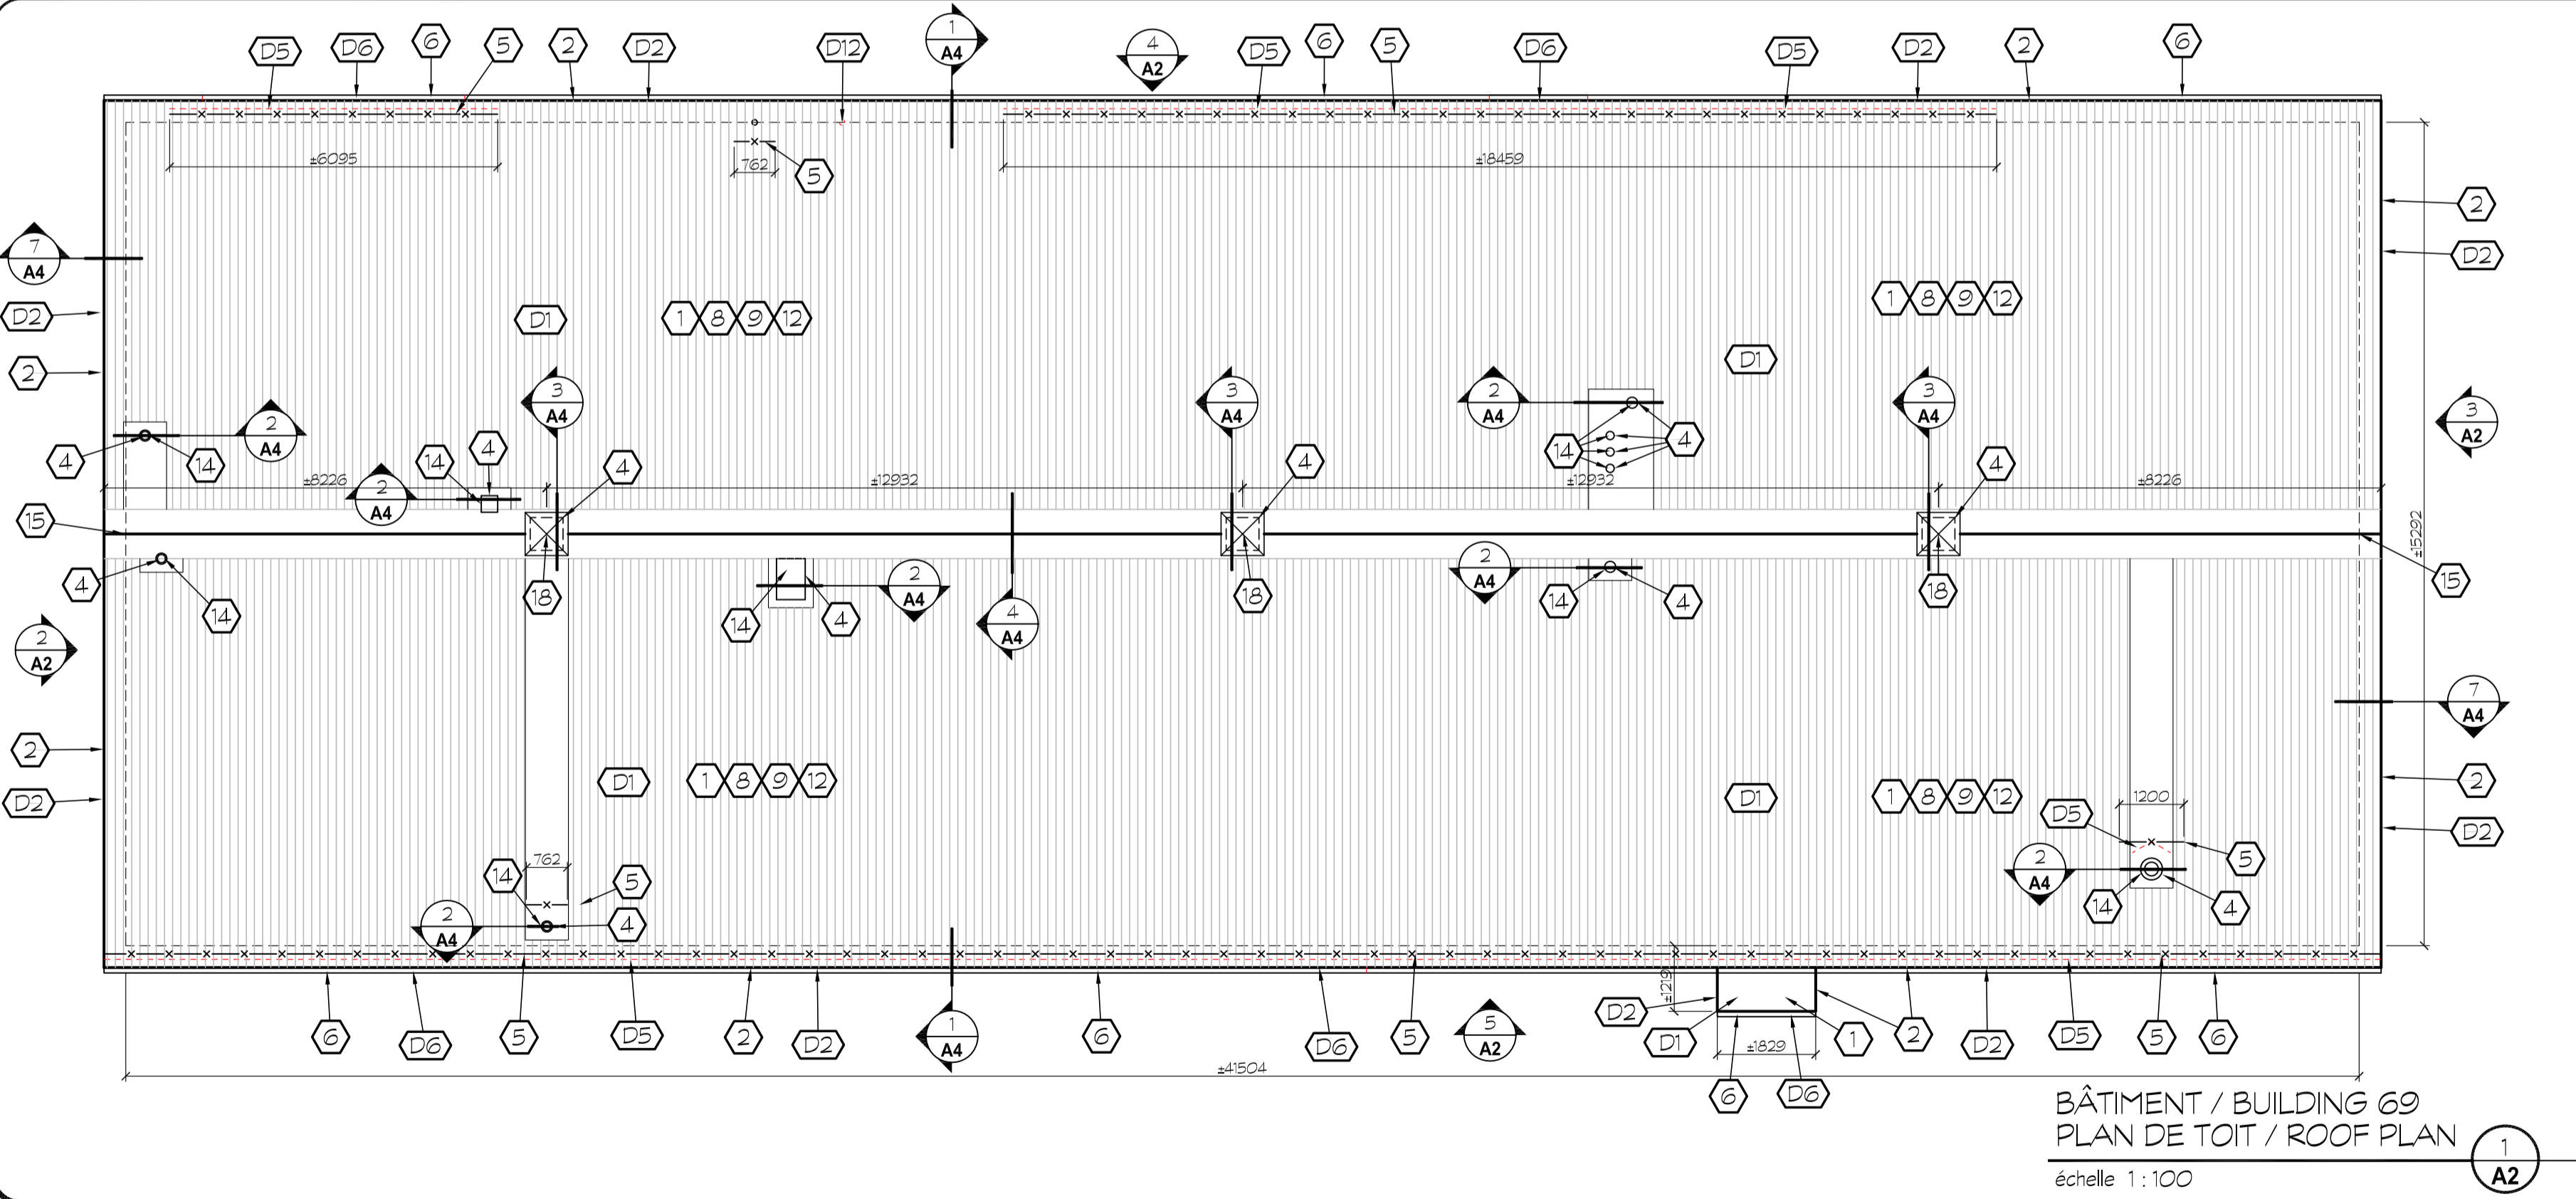 D5 D6 6 5 2 D2 D12 1 A4 4 A2 D5 6 5 D6 D5 D2 2 6
±6095
762
5
±18459
2
7 A4
D2
D2
D1
1 8 9 12
1 8 9 12
D1
2
3 A4
3 A4
2 A4
3 A4
3 A2
4
14
2 A4
14
4
4
4
14
4
4
±8226
2 A4
±12932
±12932
±8226
15
±15292
4
14
18
14
4
2 A4
4 A4
18
2 A4
14
4
18
15
2 A2
7 A4
2
D2
D1
1 8 9 12
D1
1 8 9 12
2
D2
D5
1200
5
2 A4
14
4
762
14
5
4
2 A4
±1219
D2
D1
6 D6 5 D5 2 D2 1 A4 6 D6 5 5 A2
±1829
1 2 D2 D5 5 6
±41504
6 D6
BÂTIMENT / BUILDING 69
PLAN DE TOIT / ROOF PLAN
échelle 1 : 100
1
A2